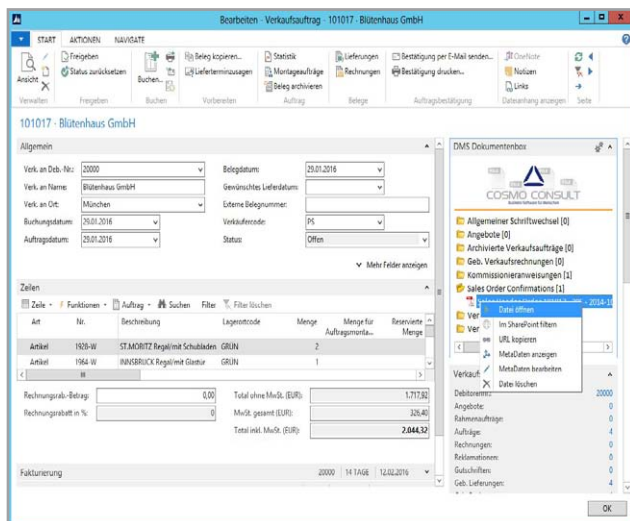 Bearbeiten - Verkaufsauftrag - 101017 · Blütenhaus GmbH
START AKTIONEN NAVIGATE
Ansicht
Verwalten
Freigeben
Status zurücksetzen
Freigeben
Buchen...
Buchen
Beleg kopieren...
Lieferterminzusagen
Vorbereiten
Statistik
Montageaufträge
Beleg archivieren
Auftrag
Lieferungen
Rechnungen
Belege
Bestätigung per E-Mail senden...
Bestätigung drucken...
Auftragsbestätigung
OneNote
Notizen
Links
Dateianhang anzeigen
Seite
101017 · Blütenhaus GmbH
Allgemein
Verk. an Deb.-Nr.: 20000
Verk. an Name: Blütenhaus GmbH
Verk. an Ort: München
Buchungsdatum: 29.01.2016
Auftragsdatum: 29.01.2016
Belegdatum: 29.01.2016
Gewünschtes Lieferdatum:
Externe Belegnummer:
Verkäufercode: PS
Status: Offen
Mehr Felder anzeigen
Zeilen
Zeile Funktionen Auftrag Suchen Filter Filter löschen
Art Nr. Beschreibung Lagerortcode Menge Menge für Auftragsmonta... Reservierte Menge
Artikel 1928-W ST.MORITZ Regal/mit Schubladen GRÜN 2
Artikel 1964-W INNSBRUCK Regal/mit Glastür GRÜN 1
Rechnungsrab.-Betrag: 0,00
Rechnungsrabatt in %: 0
Total ohne MwSt. (EUR): 1.717,92
MwSt. gesamt (EUR): 326,40
Total inkl. MwSt. (EUR): 2.044,32
Fakturierung 20000 14 TAGE 12.02.2016
DMS Dokumentenbox
COSMO CONSULT
Allgemeiner Schriftwechsel [0]
Angebote [0]
Archivierte Verkaufsaufträge [0]
Geb. Verkaufsrechnungen [0]
Kommissionieranweisungen [1]
Sales Order Confirmations [1]
Ver
Ver
Datei öffnen
Im SharePoint filtern
URL kopieren
MetaDaten anzeigen
MetaDaten bearbeiten
Datei löschen
Verkauf
Debitorennr.: 20000
Angebote: 0
Rahmenaufträge: 0
Aufträge: 4
Rechnungen: 0
Reklamationen: 0
Gutschriften: 0
Geb. Lieferungen: 4
OK